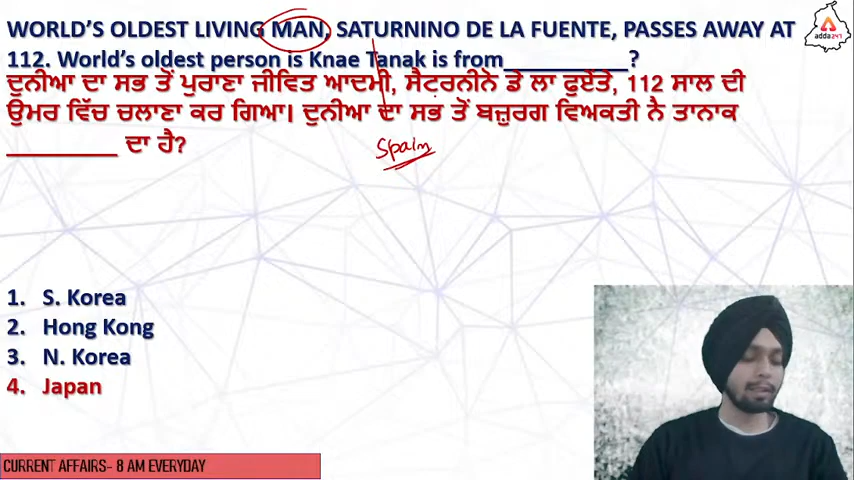 WORLD'S OLDEST LIVING MAN, SATURNINO DE LA FUENTE, PASSES AWAY AT
112. World's oldest person is Knae Tanak is from__________?
ਦੁਨੀਆ ਦਾ ਸਭ ਤੋਂ ਪੁਰਾਣਾ ਜੀਵਿਤ ਆਦਮੀ, ਸੈਟਰਨੀਨੋ ਡੇ ਲਾ ਫੁਏਂਤੇ, 112 ਸਾਲ ਦੀ
ਉਮਰ ਵਿੱਚ ਚਲਾਣਾ ਕਰ ਗਿਆ। ਦੁਨੀਆ ਦਾ ਸਭ ਤੋਂ ਬਜ਼ੁਰਗ ਵਿਅਕਤੀ ਨੈ ਤਾਨਾਕ
_________ ਦਾ ਹੈ?
Spain
1. S. Korea
2. Hong Kong
3. N. Korea
4. Japan
adda247
CURRENT AFFAIRS- 8 AM EVERYDAY